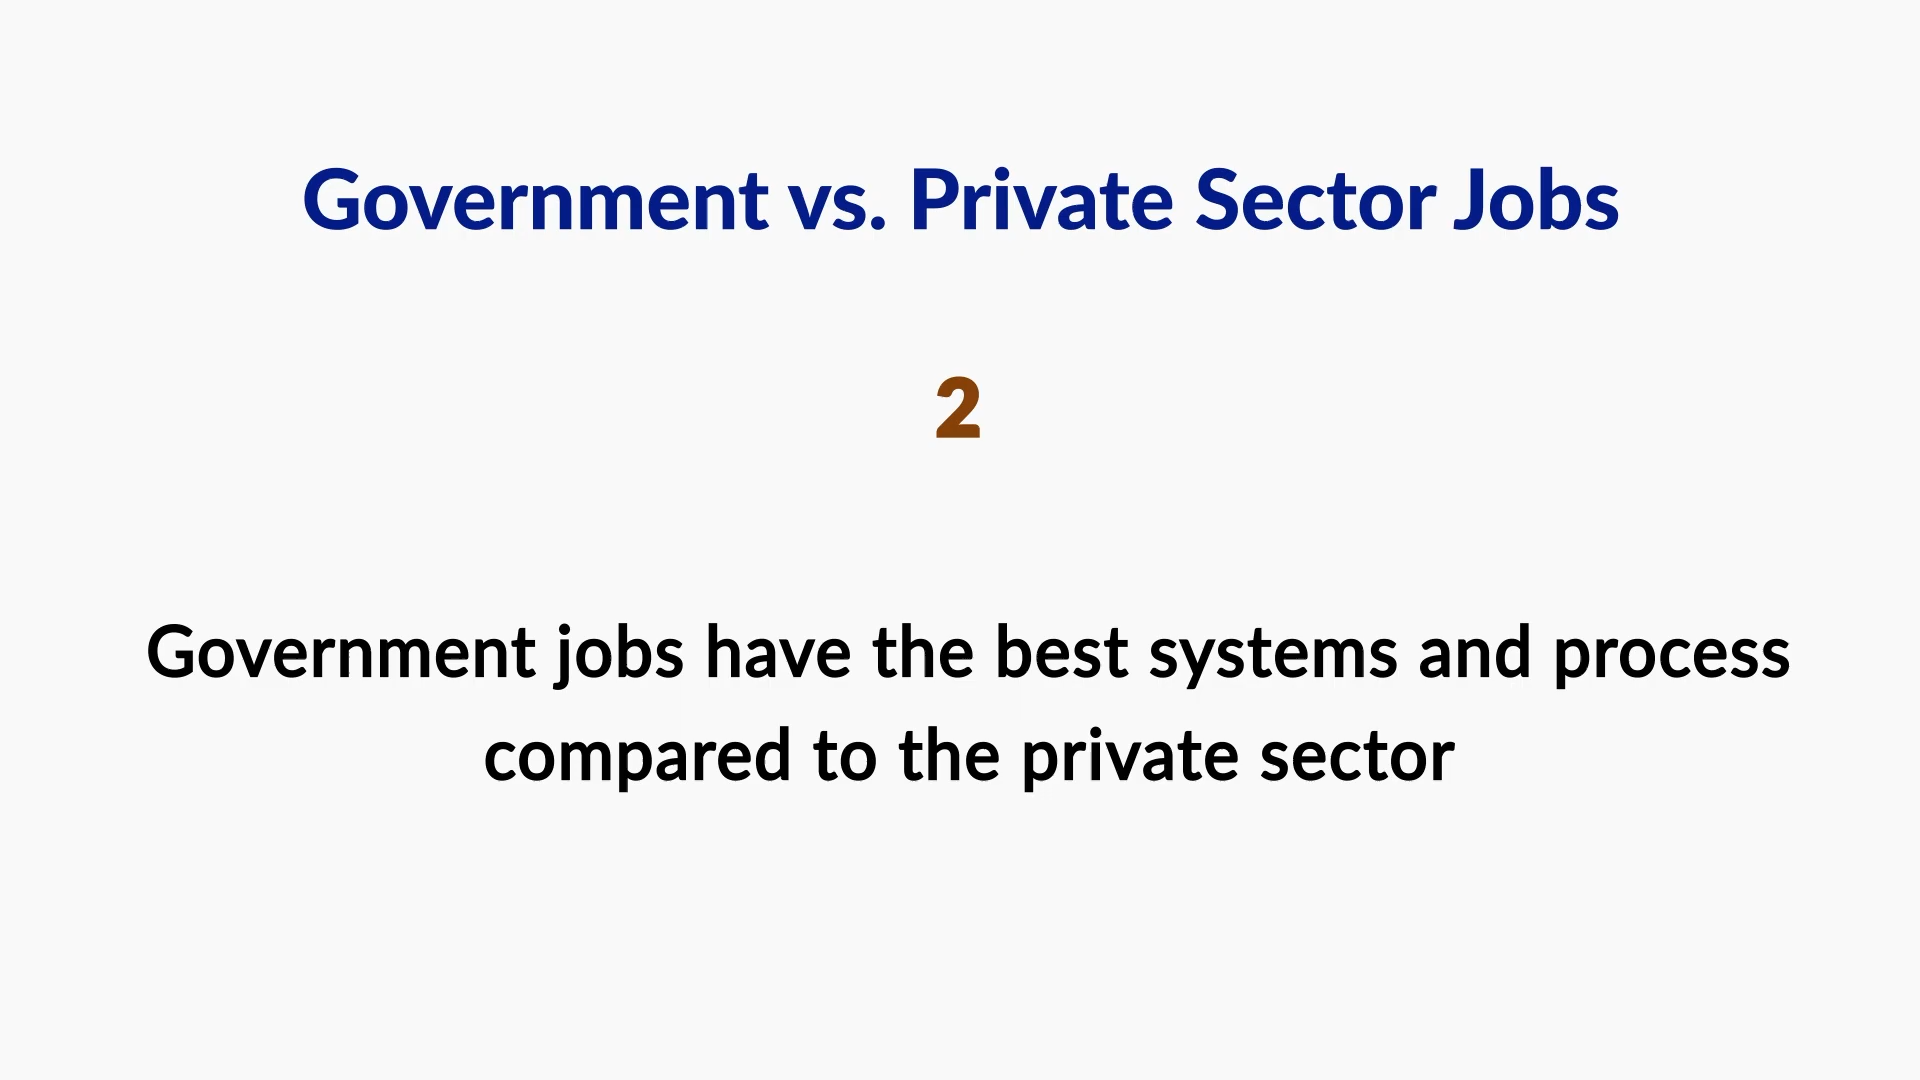 Government vs. Private Sector Jobs
2
Government jobs have the best systems and process
compared to the private sector